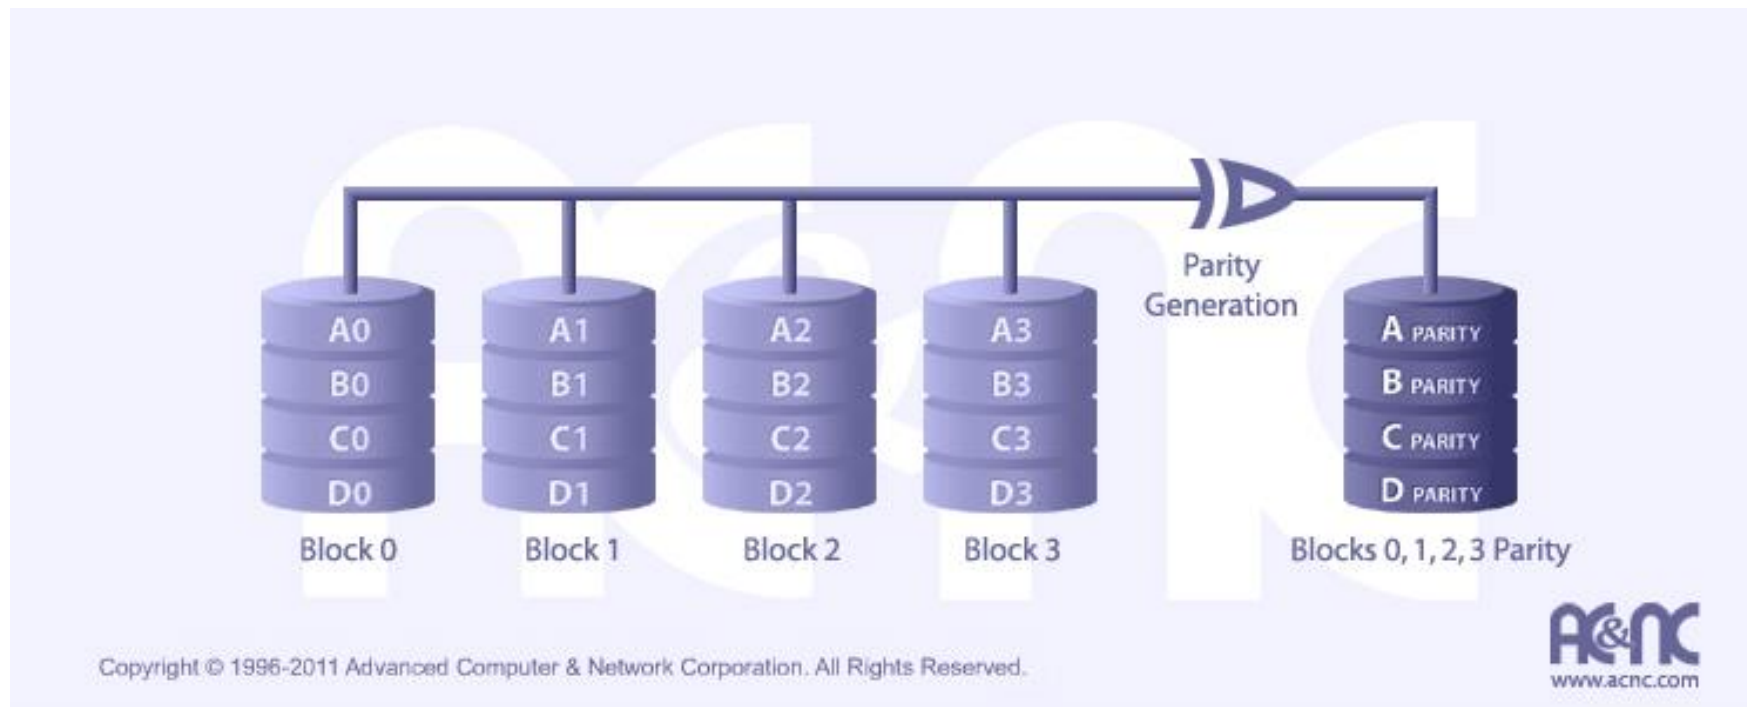 Parity
Generation
A0 A1 A2 A3 A PARITY
B0 B1 B2 B3 B PARITY
C0 C1 C2 C3 C PARITY
D0 D1 D2 D3 D PARITY
Block 0 Block 1 Block 2 Block 3 Blocks 0, 1, 2, 3 Parity
AC&NC
www.acnc.com
Copyright © 1996-2011 Advanced Computer & Network Corporation. All Rights Reserved.